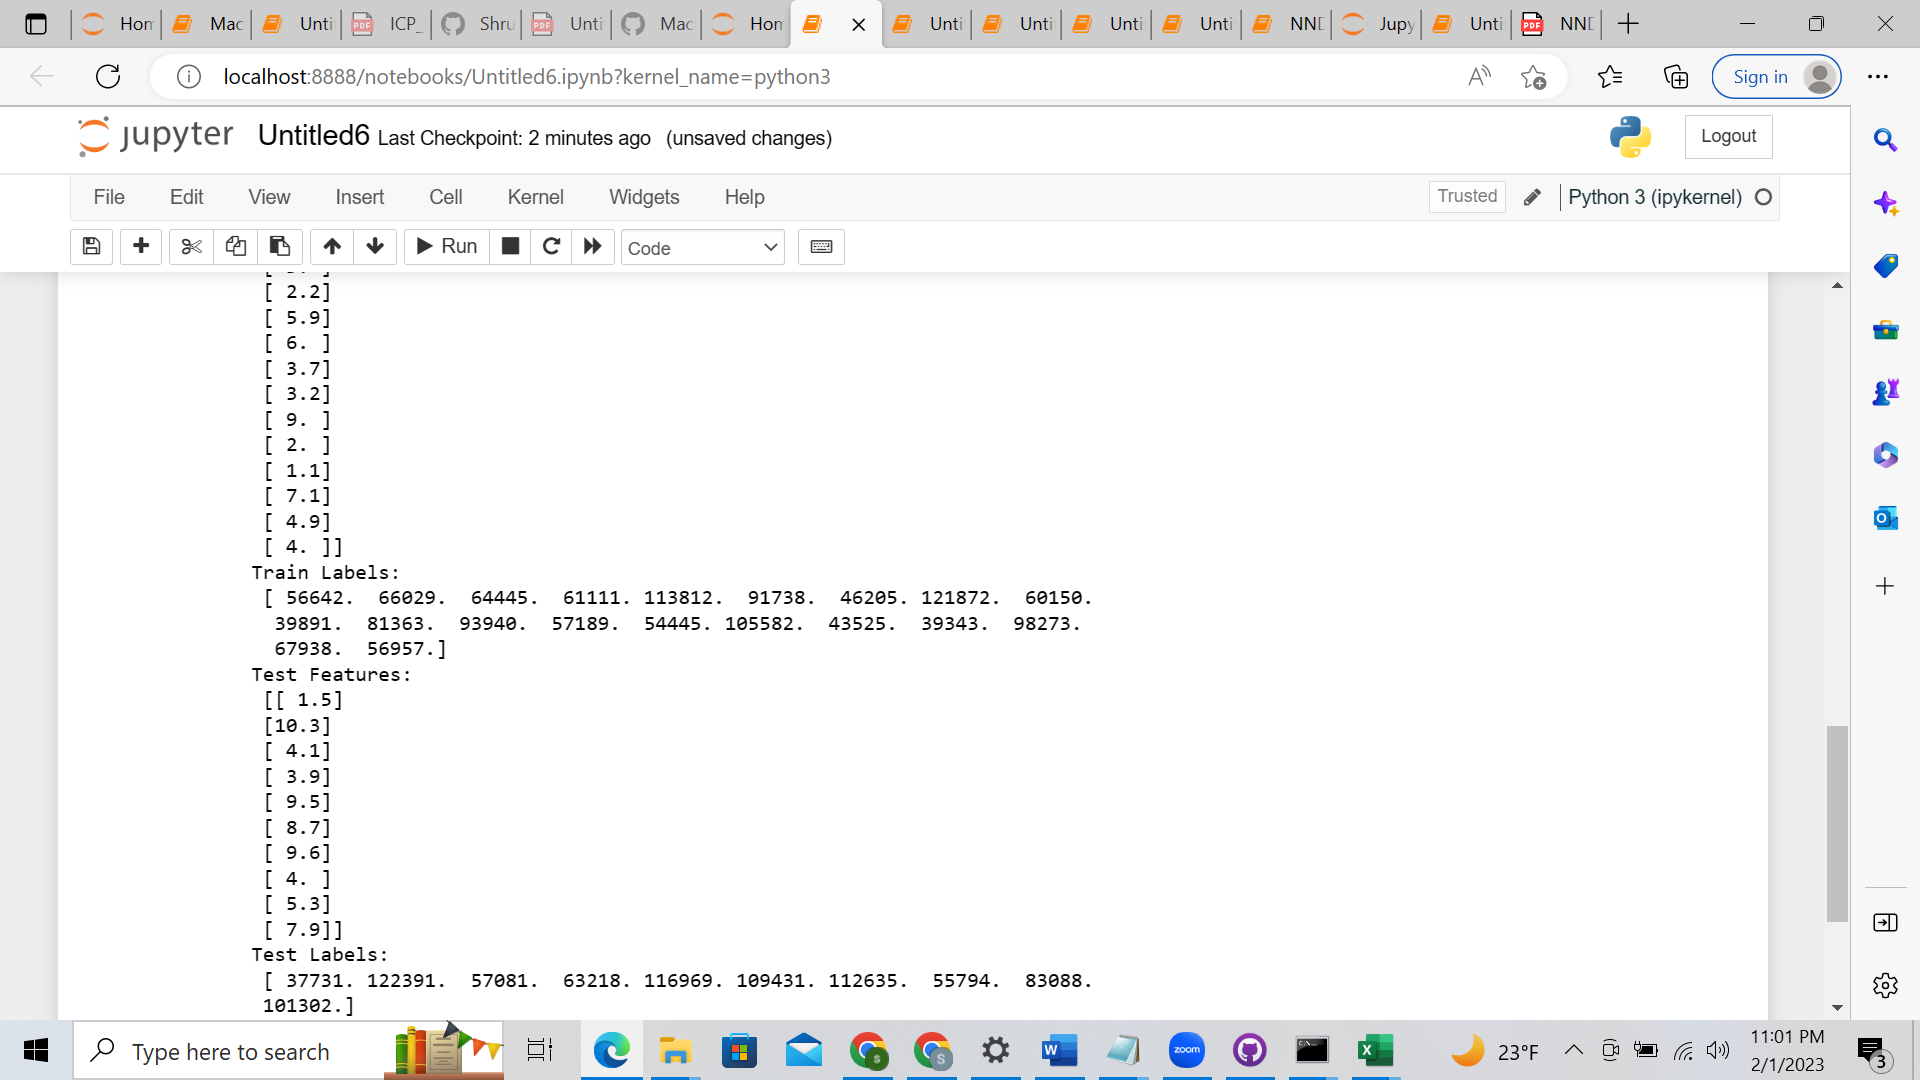 Hom
Mac
Unti
ICP_
Shru
Unti
Mac
Hom
Unti
Unti
Unti
Unti
NND
Jupy
Unti
NND
localhost:8888/notebooks/Untitled6.ipynb?kernel_name=python3
Sign in
jupyter Untitled6 Last Checkpoint: 2 minutes ago (unsaved changes)
Logout
File Edit View Insert Cell Kernel Widgets Help
Trusted
Python 3 (ipykernel)
Run
Code
[ 2.2]
[ 5.9]
[ 6. ]
[ 3.7]
[ 3.2]
[ 9. ]
[ 2. ]
[ 1.1]
[ 7.1]
[ 4.9]
[ 4. ]]
Train Labels:
[ 56642. 66029. 64445. 61111. 113812. 91738. 46205. 121872. 60150.
39891. 81363. 93940. 57189. 54445. 105582. 43525. 39343. 98273.
67938. 56957.]
Test Features:
[[ 1.5]
[10.3]
[ 4.1]
[ 3.9]
[ 9.5]
[ 8.7]
[ 9.6]
[ 4. ]
[ 5.3]
[ 7.9]]
Test Labels:
[ 37731. 122391. 57081. 63218. 116969. 109431. 112635. 55794. 83088.
101302.]
Type here to search
zoom
23°F
11:01 PM
2/1/2023
3